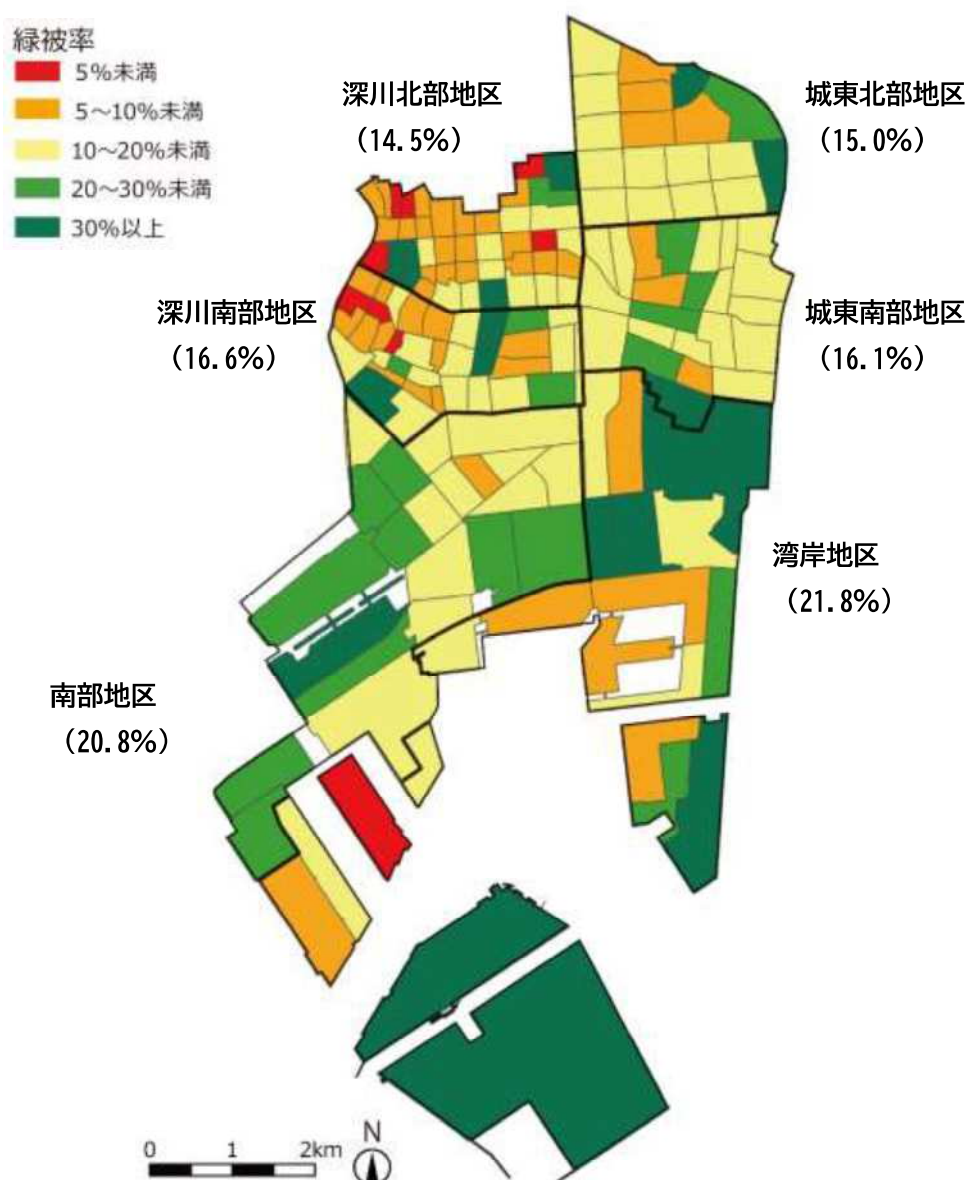 緑被率
5%未満
5～10%未満
10～20%未満
20～30%未満
30%以上
深川北部地区
（14.5%）
城東北部地区
（15.0%）
深川南部地区
（16.6%）
城東南部地区
（16.1%）
湾岸地区
（21.8%）
南部地区
（20.8%）
0 1 2km
N